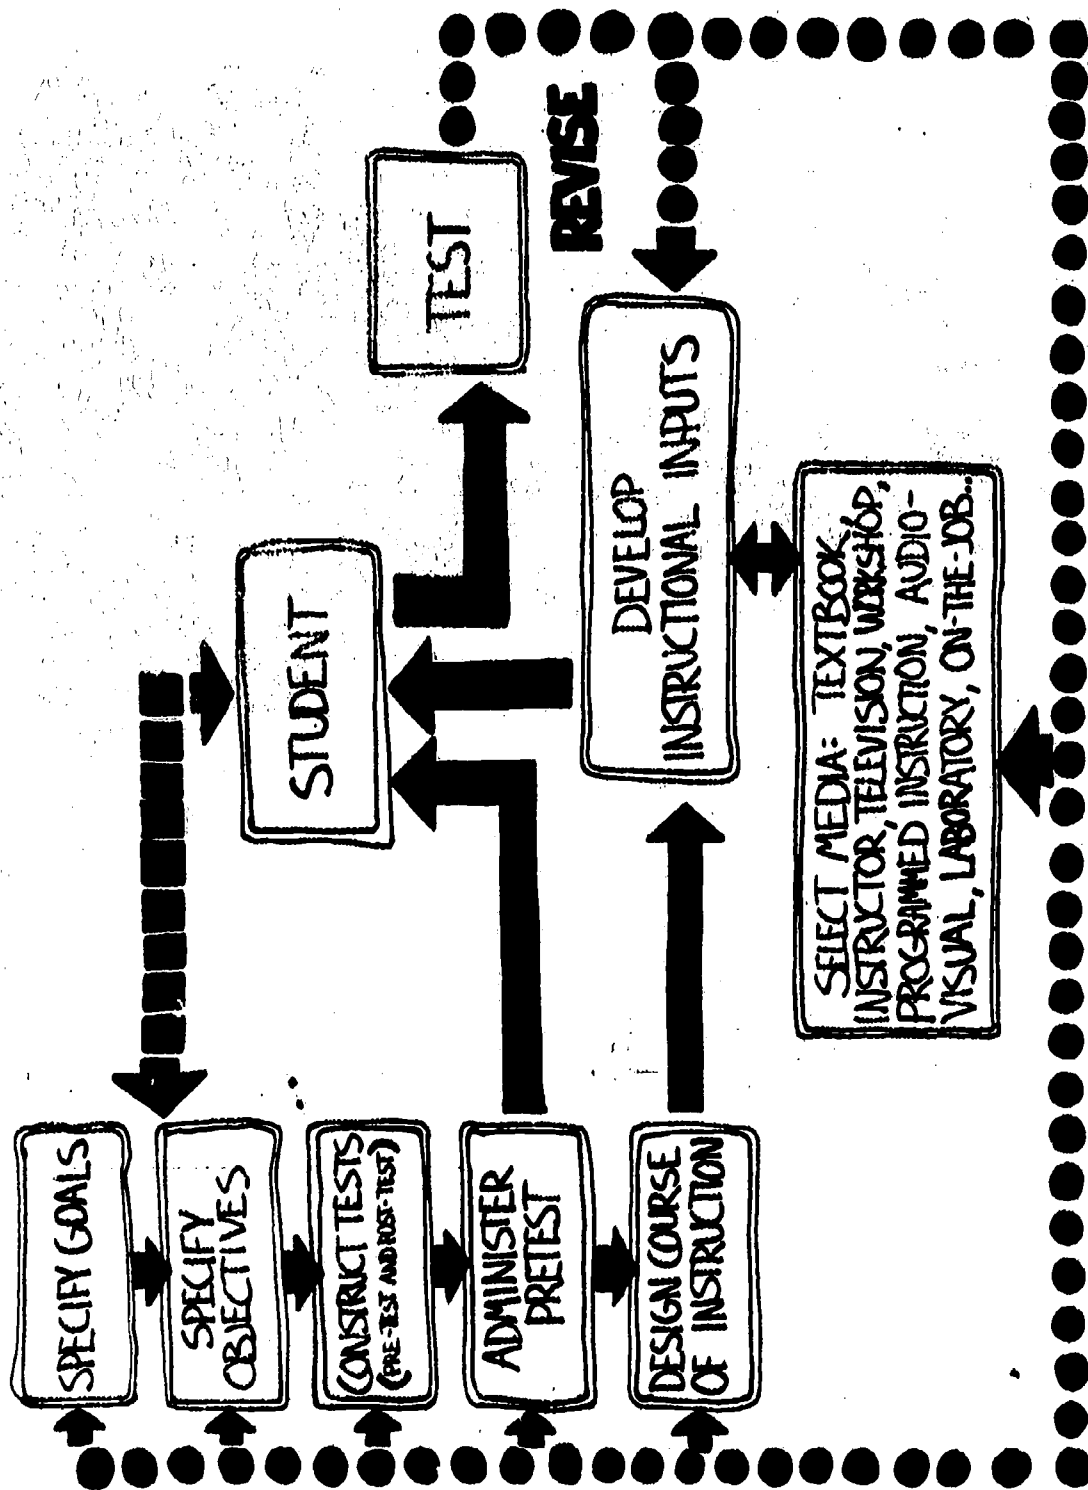 SPECIFY GOALS
SPECIFY
OBJECTIVES
CONSTRUCT TESTS
(PRE-TEST AND POST-TEST)
ADMINISTER
PRETEST
DESIGN COURSE
OF INSTRUCTION
STUDENT
TEST
REVISE
DEVELOP
INSTRUCTIONAL INPUTS
SELECT MEDIA: TEXTBOOK,
INSTRUCTOR, TELEVISION, WORKSHOP,
PROGRAMMED INSTRUCTION, AUDIO-
VISUAL, LABORATORY, ON-THE-JOB...